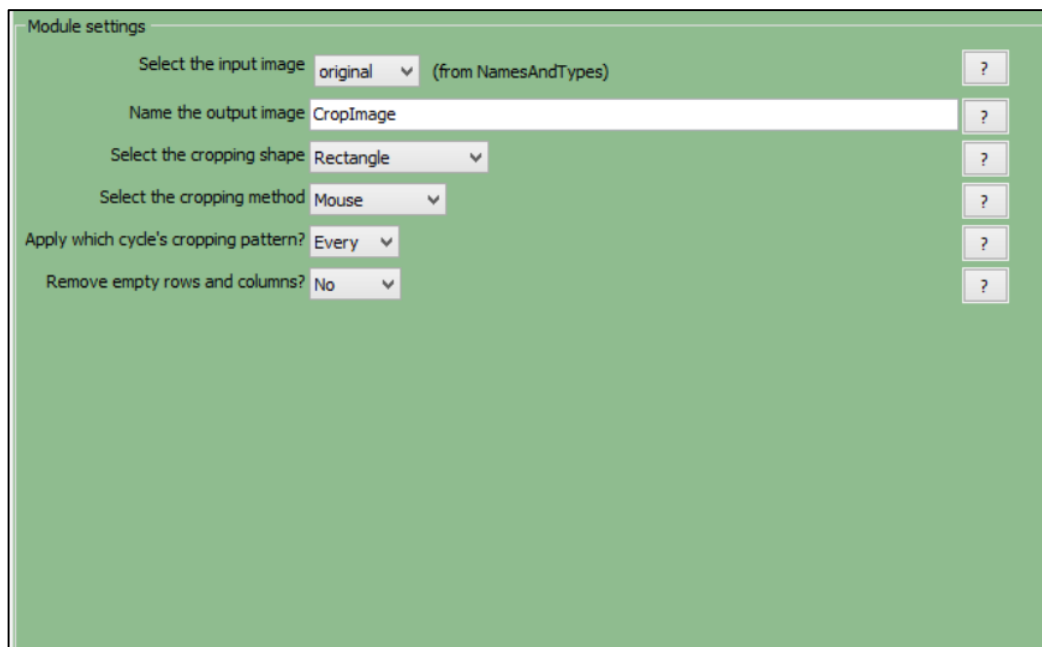 Module settings
Select the input image original (from NamesAndTypes) ?
Name the output image CropImage ?
Select the cropping shape Rectangle ?
Select the cropping method Mouse ?
Apply which cycle's cropping pattern? Every ?
Remove empty rows and columns? No ?